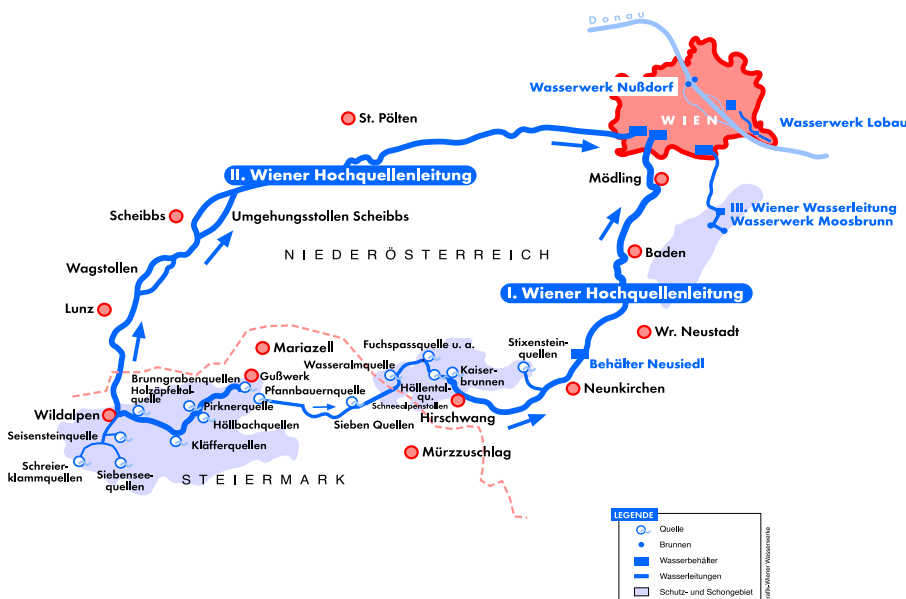 Donau
Wasserwerk Nußdorf
WIEN
Wasserwerk Lobau
St. Pölten
II. Wiener Hochquellenleitung
Mödling
Scheibbs
Umgehungsstollen Scheibbs
III. Wiener Wasserleitung
Wasserwerk Moosbrunn
NIEDERÖSTERREICH
Baden
Wagstollen
I. Wiener Hochquellenleitung
Lunz
Wr. Neustadt
Mariazell
Fuchspassquelle u. a.
Stixenstein-
quellen
Wasseralmquelle
Kaiser-
brunnen
Behälter Neusiedl
Gußwerk
Brunngrabenquellen
Holzäpfeltal-
quelle
Pfannbauernquelle
Höllental-
qu.
Schneealpenstollen
Neunkirchen
Wildalpen
Pirknerquelle
Hirschwang
Höllbachquellen
Sieben Quellen
Seisensteinquelle
Kläfferquellen
Mürzzuschlag
Schreier-
klammquellen
Siebensee-
quellen
STEIERMARK
LEGENDE
Quelle
Brunnen
Wasserbehälter
Wasserleitungen
Schutz- und Schongebiet